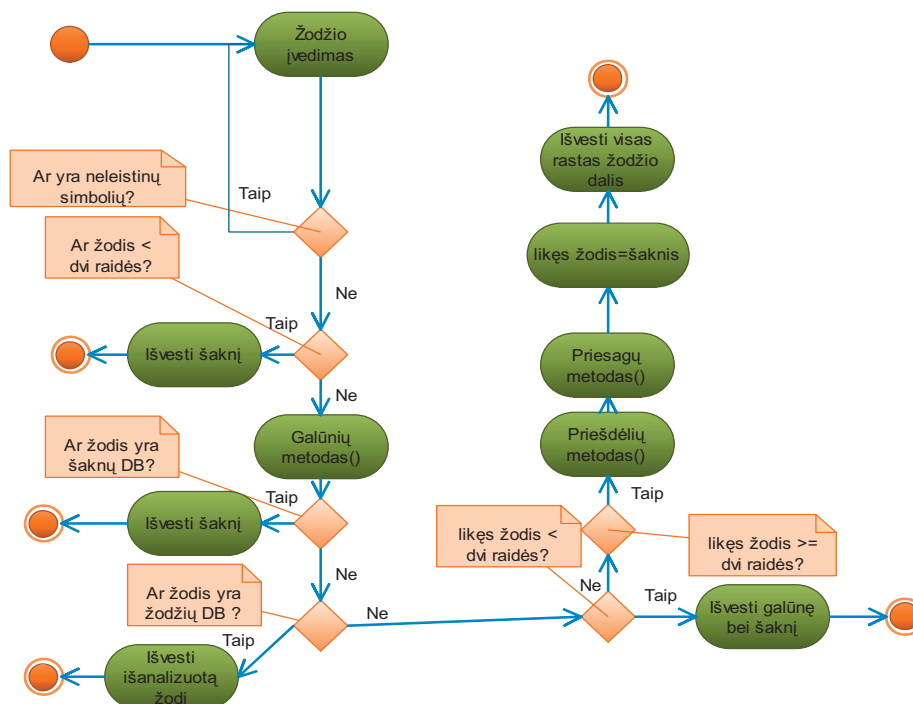 Žodžio
įvedimas
Ar yra neleistinų
simbolių?
Taip
Ne
Ar žodis <
dvi raidės?
Taip
Išvesti šaknį
Ne
Galūnių
metodas()
Ar žodis yra
šaknų DB?
Taip
Išvesti šaknį
Ne
Ar žodis yra
žodžių DB ?
Taip
Išvesti
išanalizuotą
žodį
Ne
likęs žodis <
dvi raidės?
Taip
Išvesti galūnę
bei šaknį
Ne
likęs žodis >=
dvi raidės?
Taip
Priešdėlių
metodas()
Priesagų
metodas()
likęs žodis=šaknis
Išvesti visas
rastas žodžio
dalis